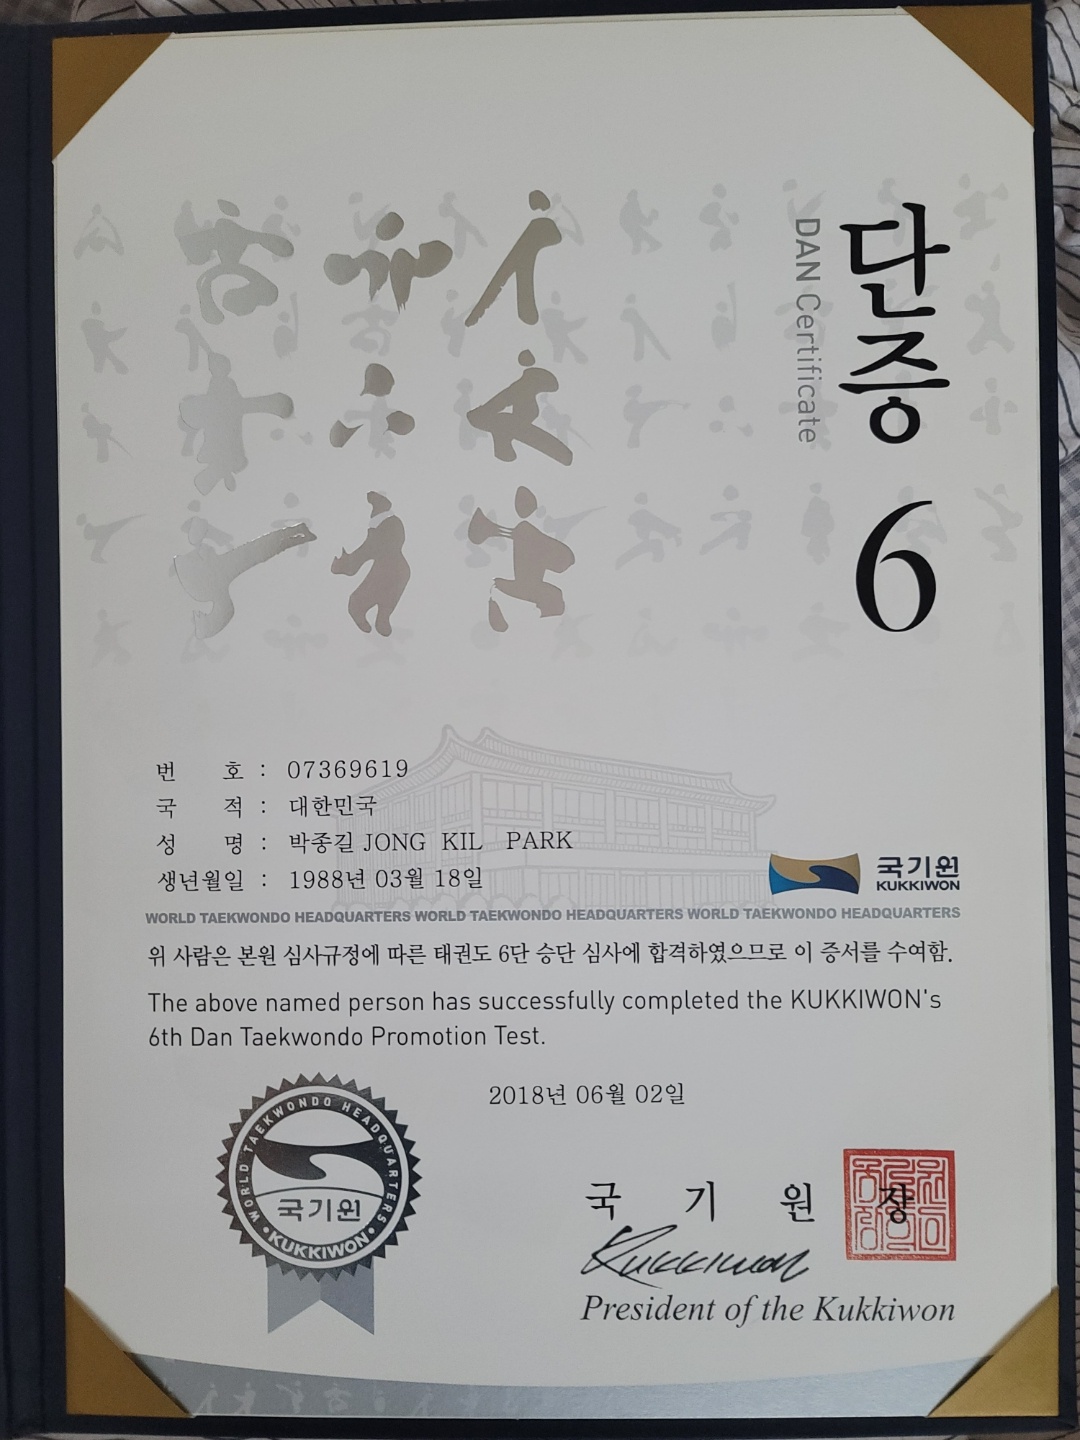 단증
DAN Certificate
6
번 호 : 07369619
국 적 : 대한민국
성 명 : 박종길 JONG KIL PARK
생년월일 : 1988년 03월 18일
국기원
KUKKIWON
WORLD TAEKWONDO HEADQUARTERS WORLD TAEKWONDO HEADQUARTERS WORLD TAEKWONDO HEADQUARTERS
위 사람은 본원 심사규정에 따른 태권도 6단 승단 심사에 합격하였으므로 이 증서를 수여함.
The above named person has successfully completed the KUKKIWON's
6th Dan Taekwondo Promotion Test.
2018년 06월 02일
WORLD TAEKWONDO HEADQUARTERS
국기원
•KUKKIWON•
국 기 원 장
Kukkiwon
President of the Kukkiwon